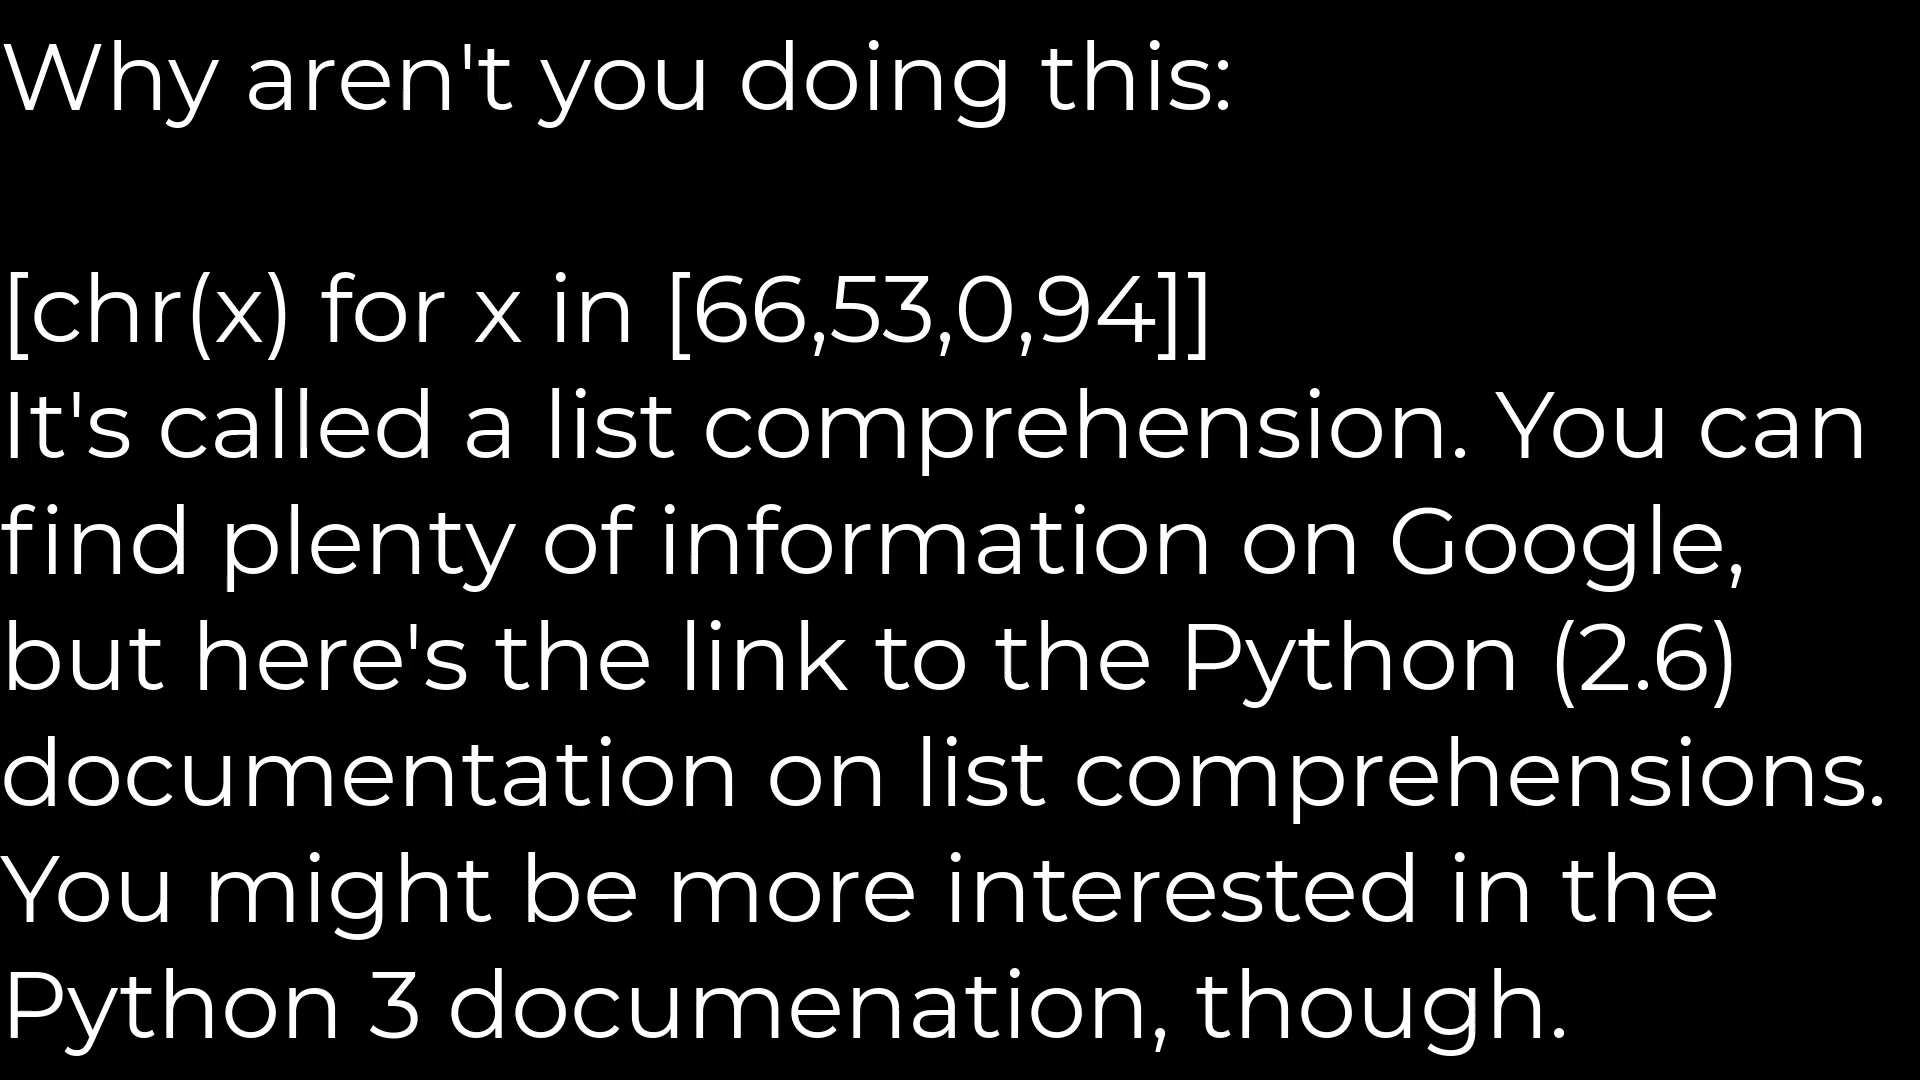 Why aren't you doing this:
[chr(x) for x in [66,53,0,94]]
It's called a list comprehension. You can
find plenty of information on Google,
but here's the link to the Python (2.6)
documentation on list comprehensions.
You might be more interested in the
Python 3 documenation, though.